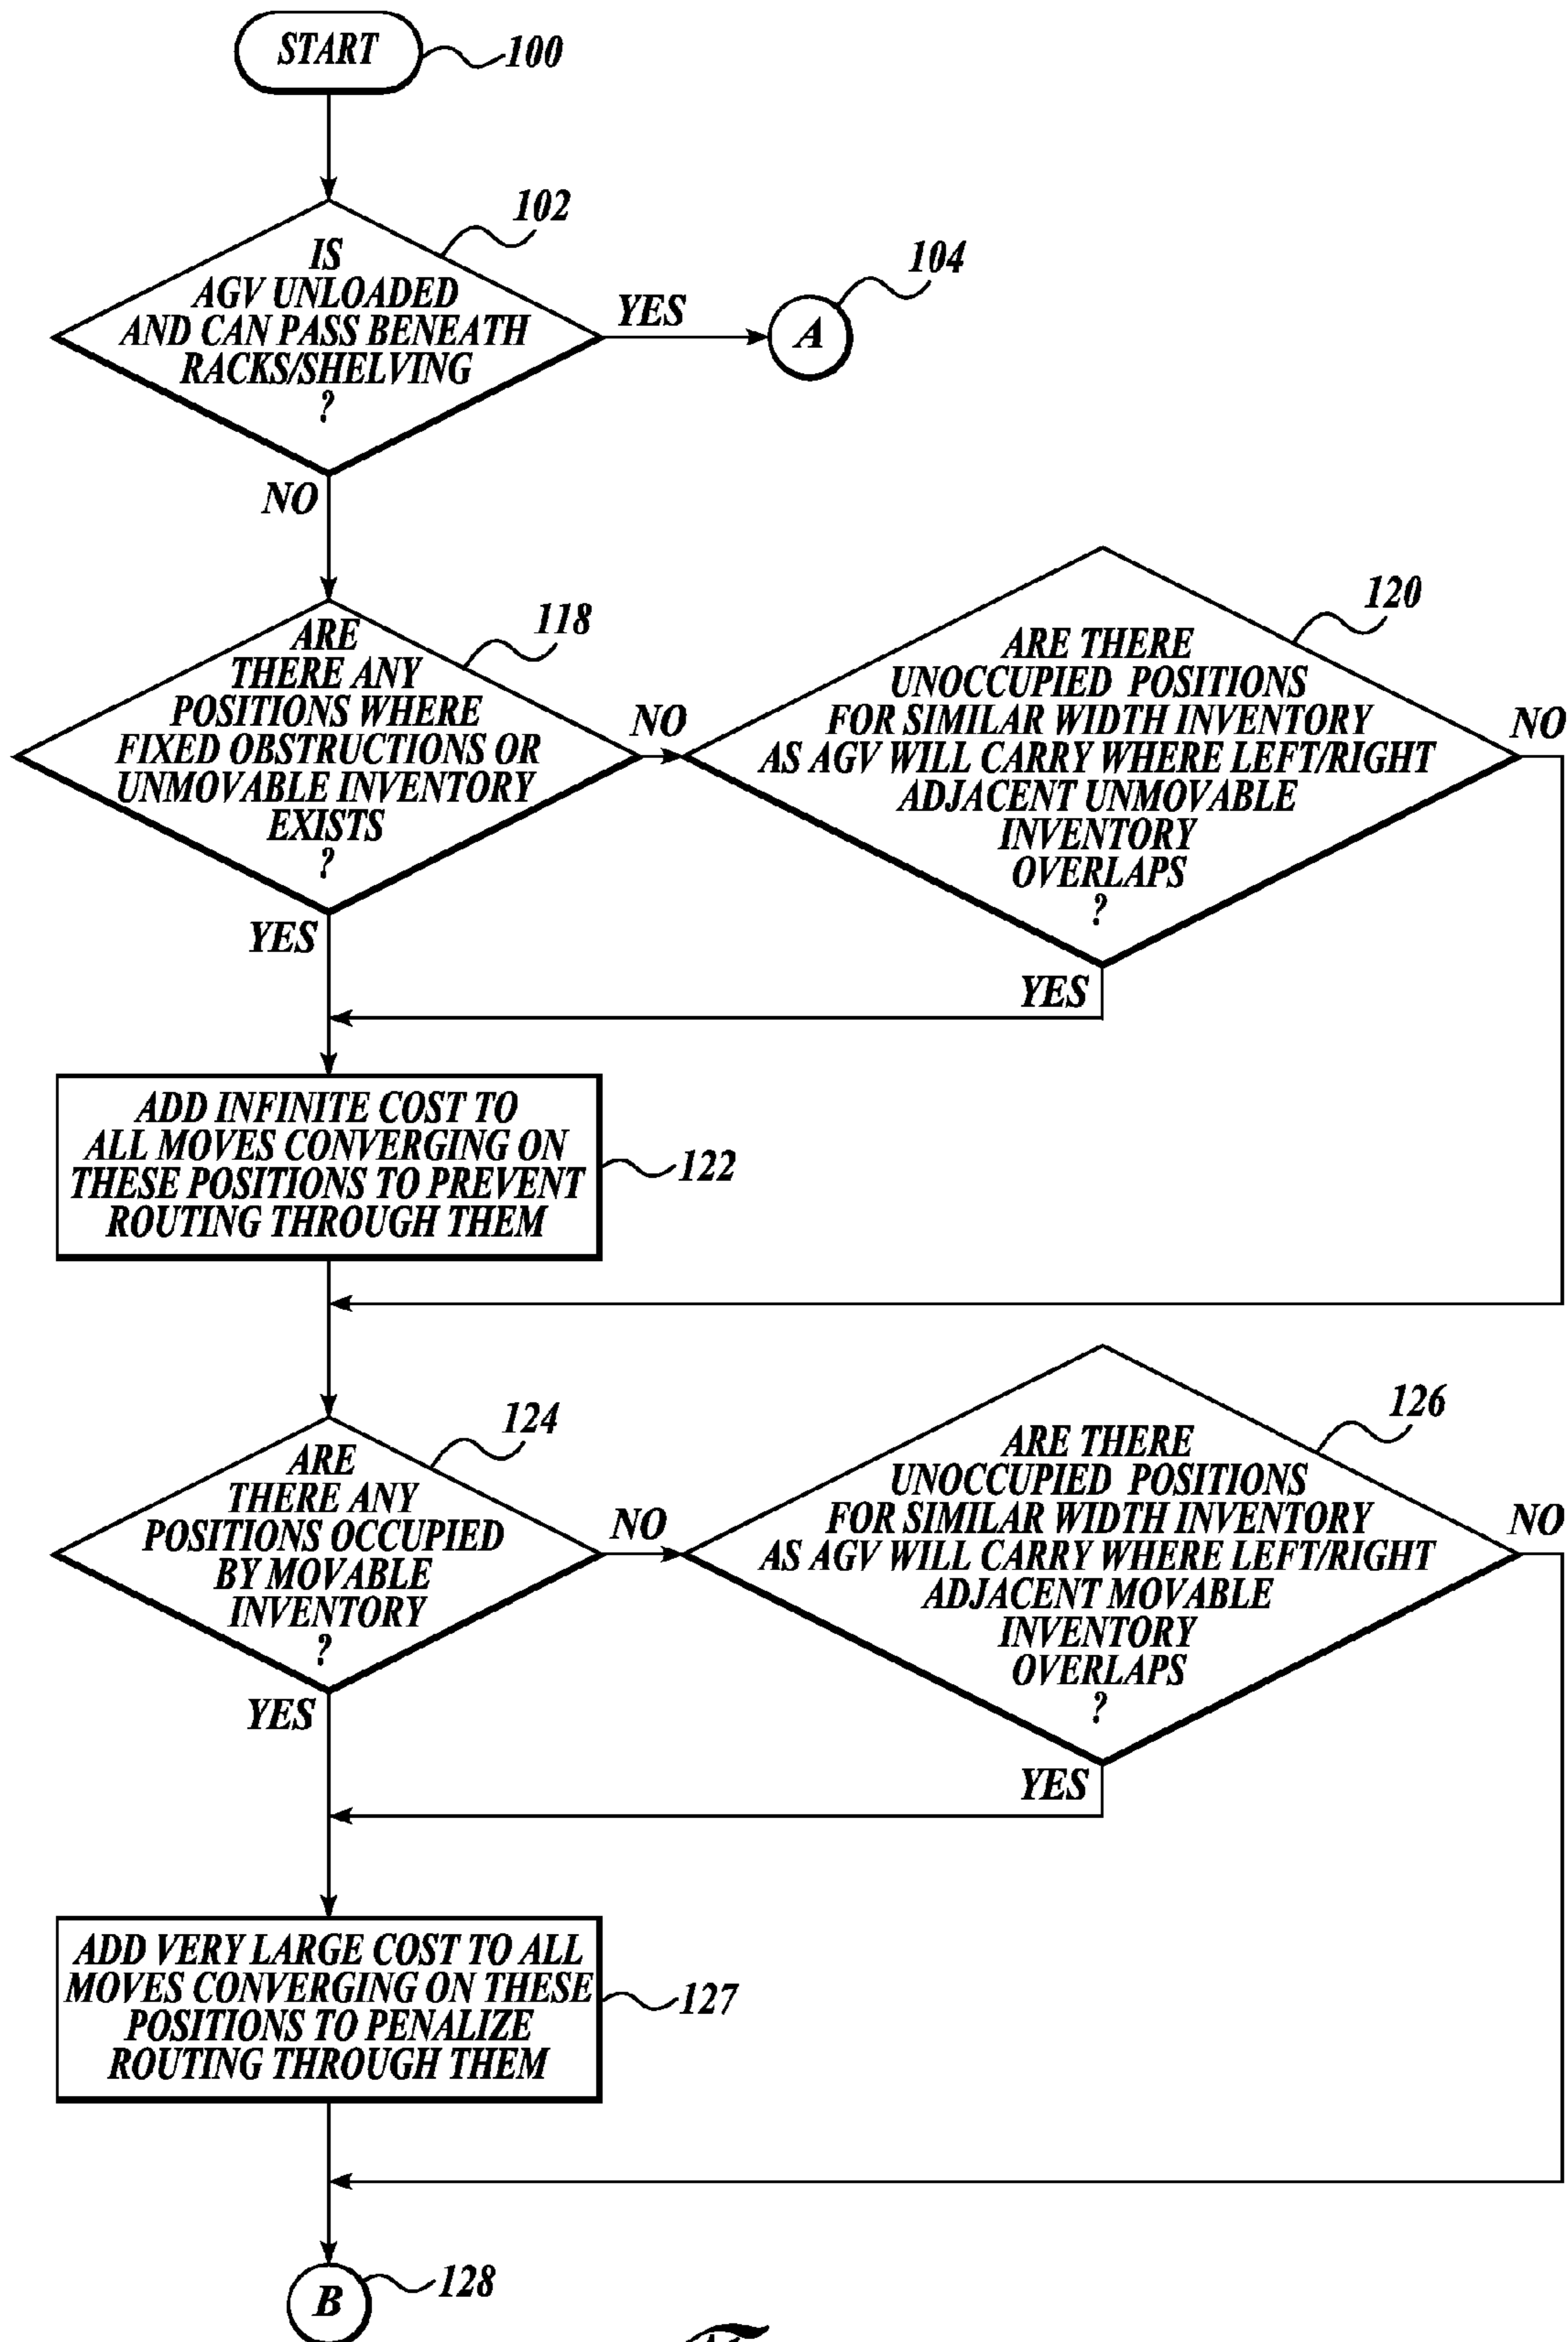 START
100
102
IS
AGV UNLOADED
AND CAN PASS BENEATH
RACKS/SHELVING
?
YES
104
A
NO
118
ARE
THERE ANY
POSITIONS WHERE
FIXED OBSTRUCTIONS OR
UNMOVABLE INVENTORY
EXISTS
?
NO
120
ARE THERE
UNOCCUPIED POSITIONS
FOR SIMILAR WIDTH INVENTORY
AS AGV WILL CARRY WHERE LEFT/RIGHT
ADJACENT UNMOVABLE
INVENTORY
OVERLAPS
?
NO
YES
YES
ADD INFINITE COST TO
ALL MOVES CONVERGING ON
THESE POSITIONS TO PREVENT
ROUTING THROUGH THEM
122
124
ARE
THERE ANY
POSITIONS OCCUPIED
BY MOVABLE
INVENTORY
?
NO
126
ARE THERE
UNOCCUPIED POSITIONS
FOR SIMILAR WIDTH INVENTORY
AS AGV WILL CARRY WHERE LEFT/RIGHT
ADJACENT MOVABLE
INVENTORY
OVERLAPS
?
NO
YES
YES
ADD VERY LARGE COST TO ALL
MOVES CONVERGING ON THESE
POSITIONS TO PENALIZE
ROUTING THROUGH THEM
127
B
128